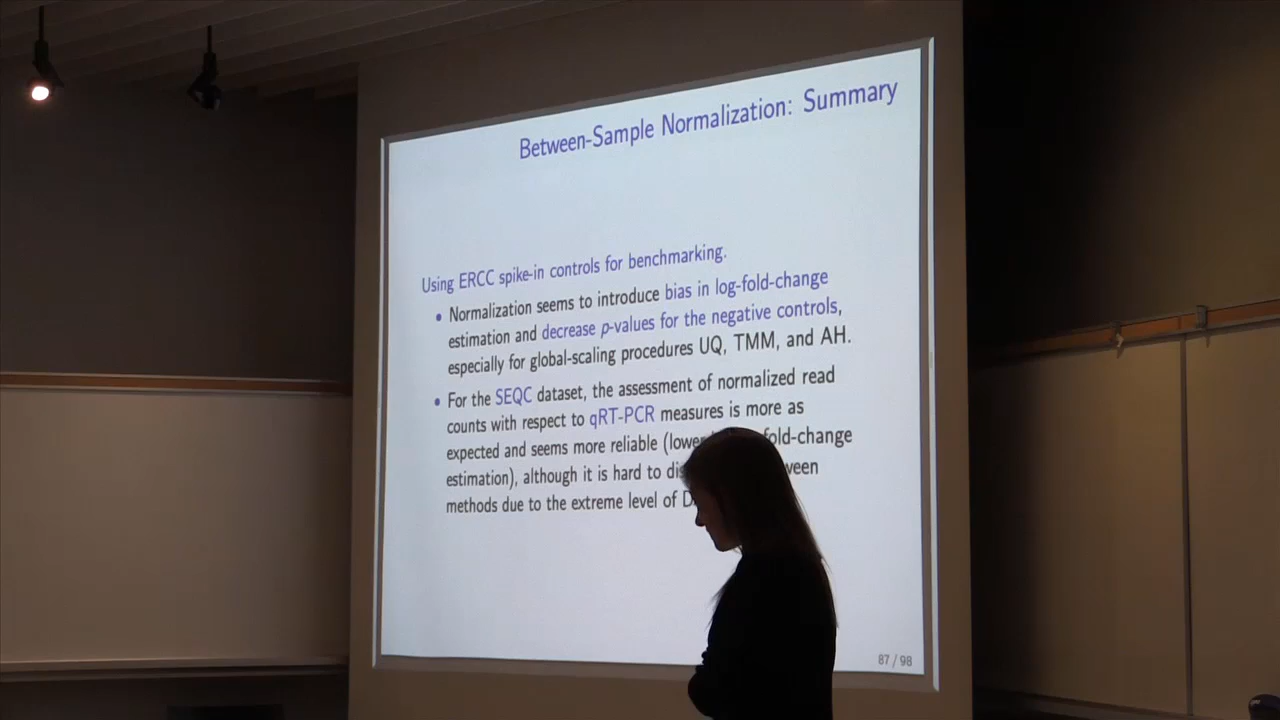 Between-Sample Normalization: Summary
Using ERCC spike-in controls for benchmarking.
• Normalization seems to introduce bias in log-fold-change
estimation and decrease p-values for the negative controls,
especially for global-scaling procedures UQ, TMM, and AH.
• For the SEQC dataset, the assessment of normalized read
counts with respect to qRT-PCR measures is more as
expected and seems more reliable (lower fold-change
estimation), although it is hard to
methods due to the extreme level of
87 / 98